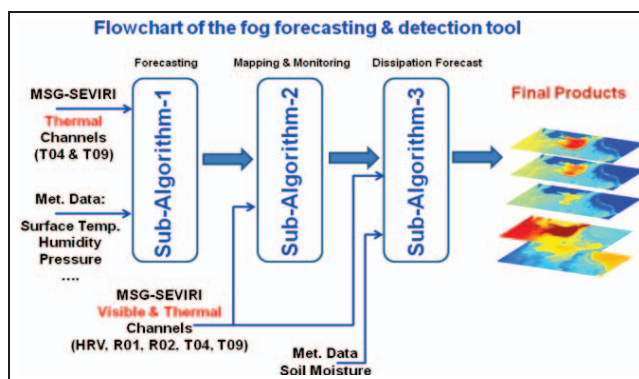 Flowchart of the fog forecasting & detection tool
Forecasting
Mapping & Monitoring
Dissipation Forecast
MSG-SEVIRI
Thermal
Channels
(T04 & T09)
Met. Data:
Surface Temp.
Humidity
Pressure
....
Sub-Algorithm-1
Sub-Algorithm-2
Sub-Algorithm-3
Final Products
MSG-SEVIRI
Visible & Thermal
Channels
(HRV, R01, R02, T04, T09)
Met. Data
Soil Moisture